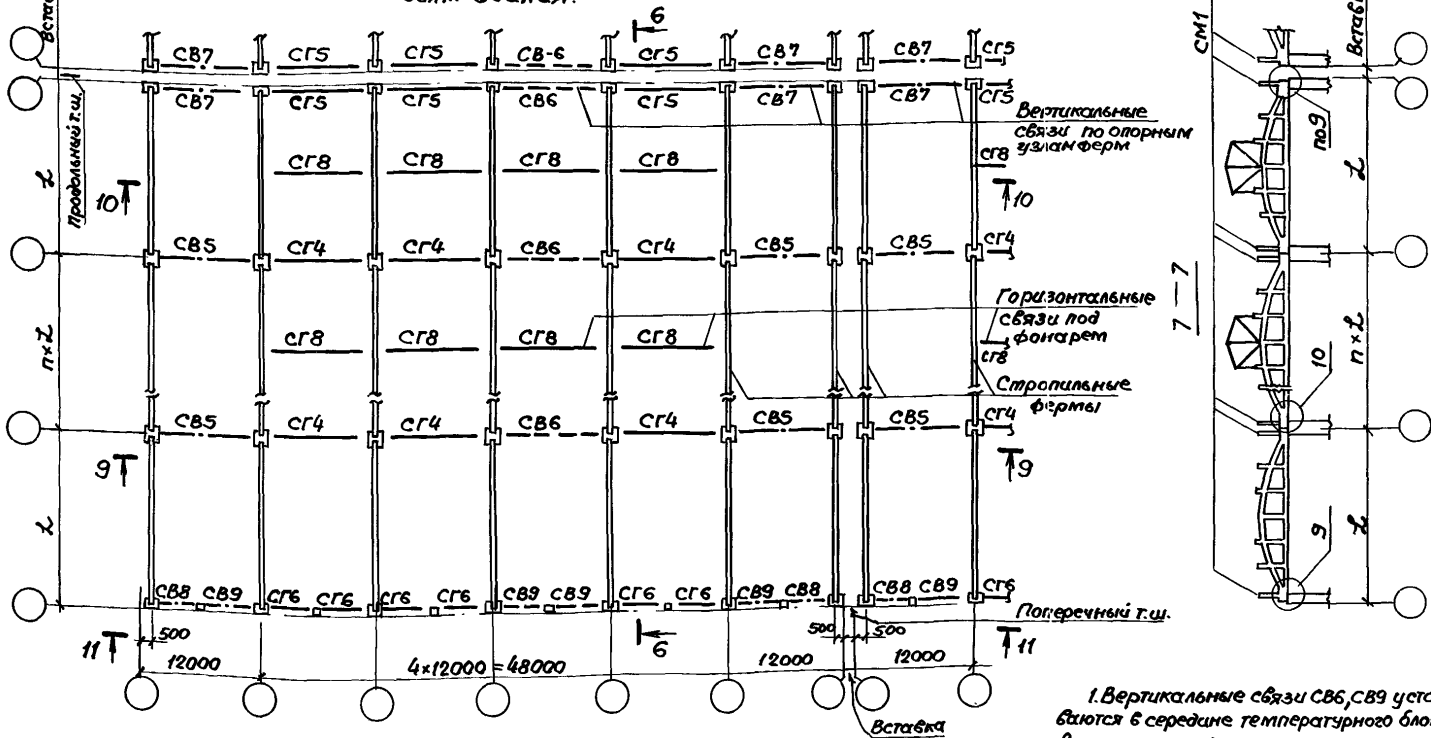 6
Вста
СВ7 СГ5 СГ5 СВ-6 СГ5 СВ7 СВ7 СГ5
СВ7 СГ5 СГ5 СВ6 СГ5 СВ7 СВ7 СГ5
Продольный т.ш.
Вертикальные
связи по опорным
узлам ферм
L
СГ8 СГ8 СГ8 СГ8 СГ8
10 10
СВ5 СГ4 СГ4 СВ6 СГ4 СВ5 СВ5 СГ4
Горизонтальные
связи под
фонарем
n×L
СГ8 СГ8 СГ8 СГ8 СГ8
Стропильные
фермы
СВ5 СГ4 СГ4 СВ6 СГ4 СВ5 СВ5 СГ4
9 9
L
СВ8 СВ9 СГ6 СГ6 СГ6 СГ6 СВ9 СВ9 СГ6 СГ6 СВ9 СВ8 СВ8 СВ9 СГ6
Поперечный т.ш.
11 500 6 500 500 11
12000 4×12000=48000 12000 12000
Вставка
7-7
СМ1
Встав
по9
L
10
n×L
9
L
1. Вертикальные связи СВ6, СВ9 уст
ваются в середине температурного бло